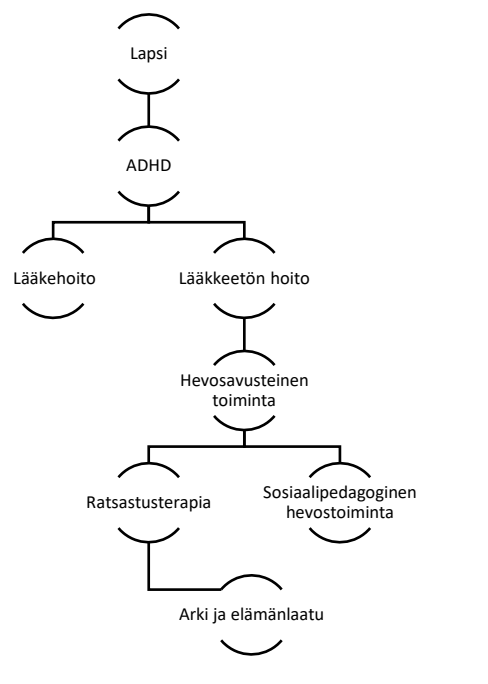 Lapsi
ADHD
Lääkehoito
Lääkkeetön hoito
Hevosavusteinen
toiminta
Ratsastusterapia
Sosiaalipedagoginen
hevostoiminta
Arki ja elämänlaatu